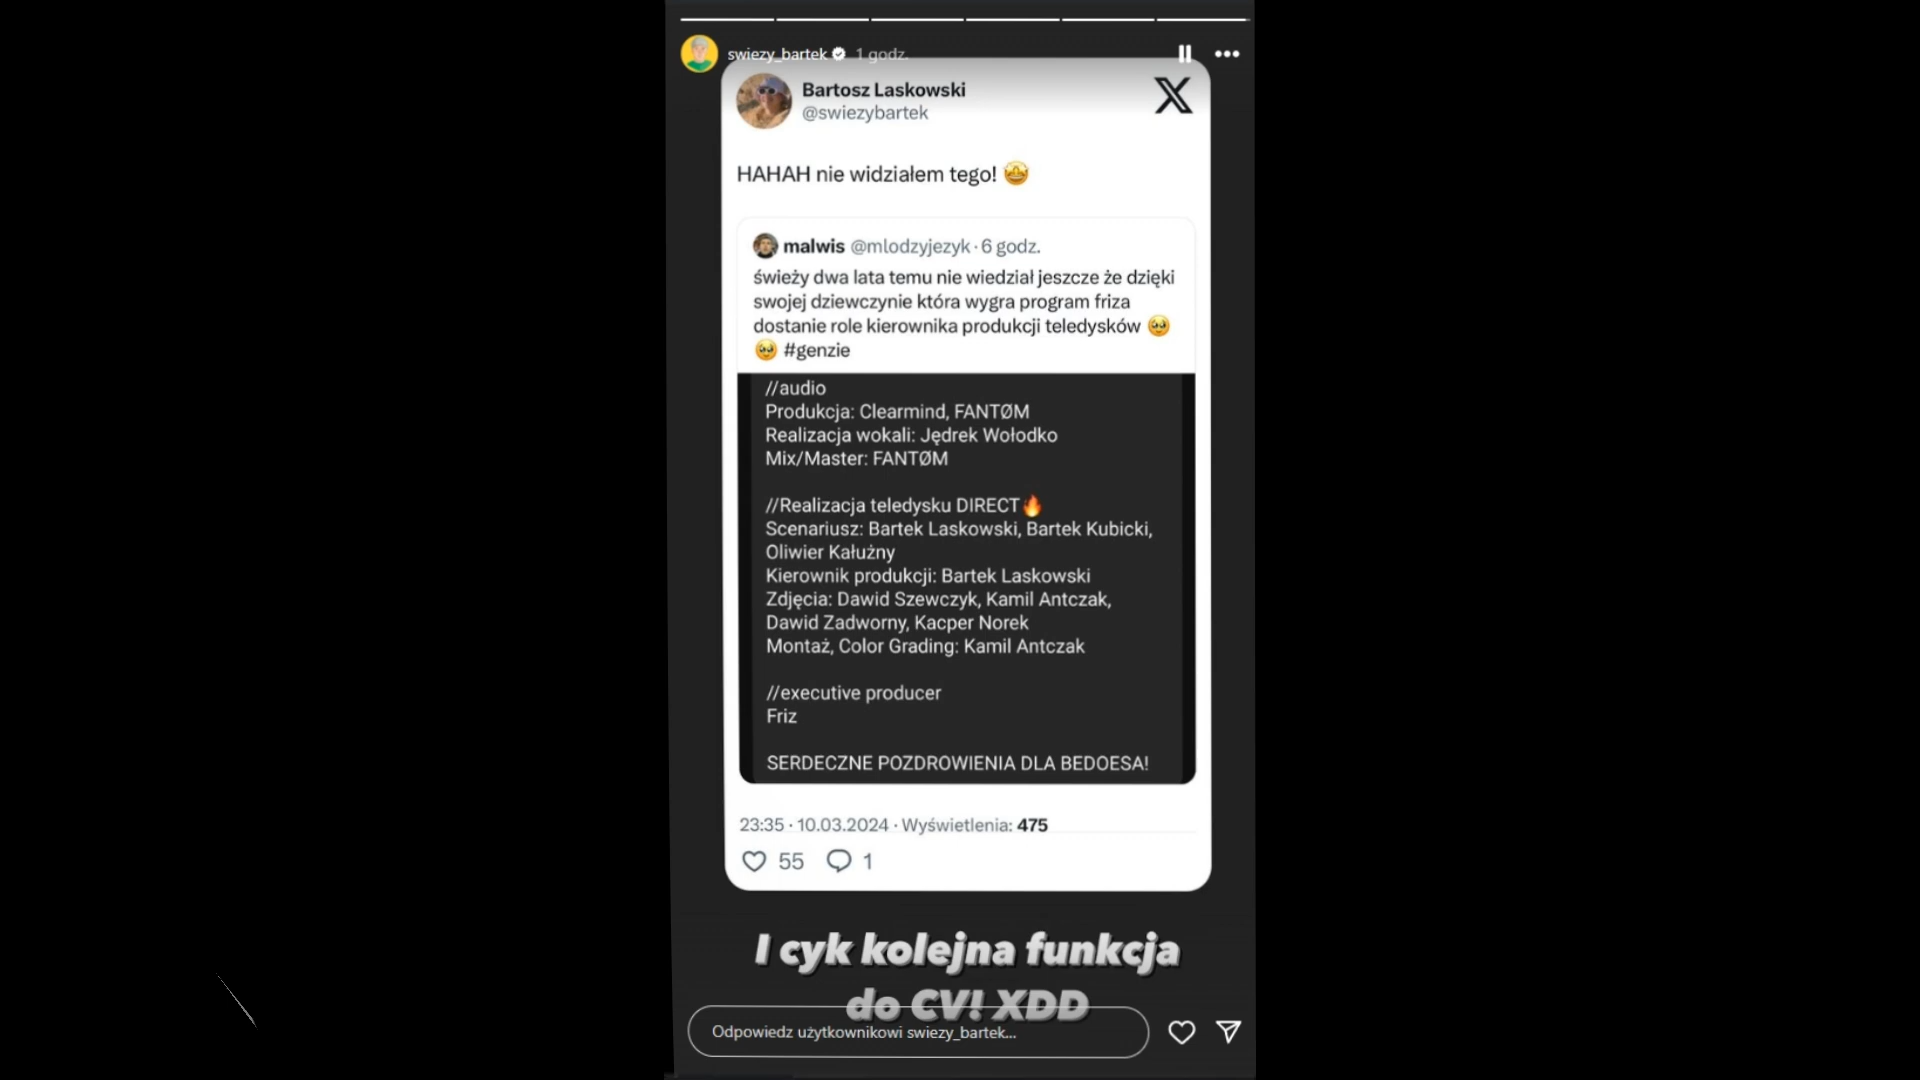 swiezy_bartek 1 godz.
Bartosz Laskowski
@swiezybartek
HAHAH nie widziałem tego! 🤩
malwis @mlodzyjezyk · 6 godz.
świeży dwa lata temu nie wiedział jeszcze że dzięki
swojej dziewczynie która wygra program friza
dostanie role kierownika produkcji teledysków 🥹
🥹 #genzie
//audio
Produkcja: Clearmind, FANTØM
Realizacja wokali: Jędrek Wołodko
Mix/Master: FANTØM
//Realizacja teledysku DIRECT🔥
Scenariusz: Bartek Laskowski, Bartek Kubicki,
Oliwier Kałużny
Kierownik produkcji: Bartek Laskowski
Zdjęcia: Dawid Szewczyk, Kamil Antczak,
Dawid Zadworny, Kacper Norek
Montaż, Color Grading: Kamil Antczak
//executive producer
Friz
SERDECZNE POZDROWIENIA DLA BEDOESA!
23:35 · 10.03.2024 · Wyświetlenia: 475
55 1
I cyk kolejna funkcja
do CV! XDD
Odpowiedz użytkownikowi swiezy_bartek...